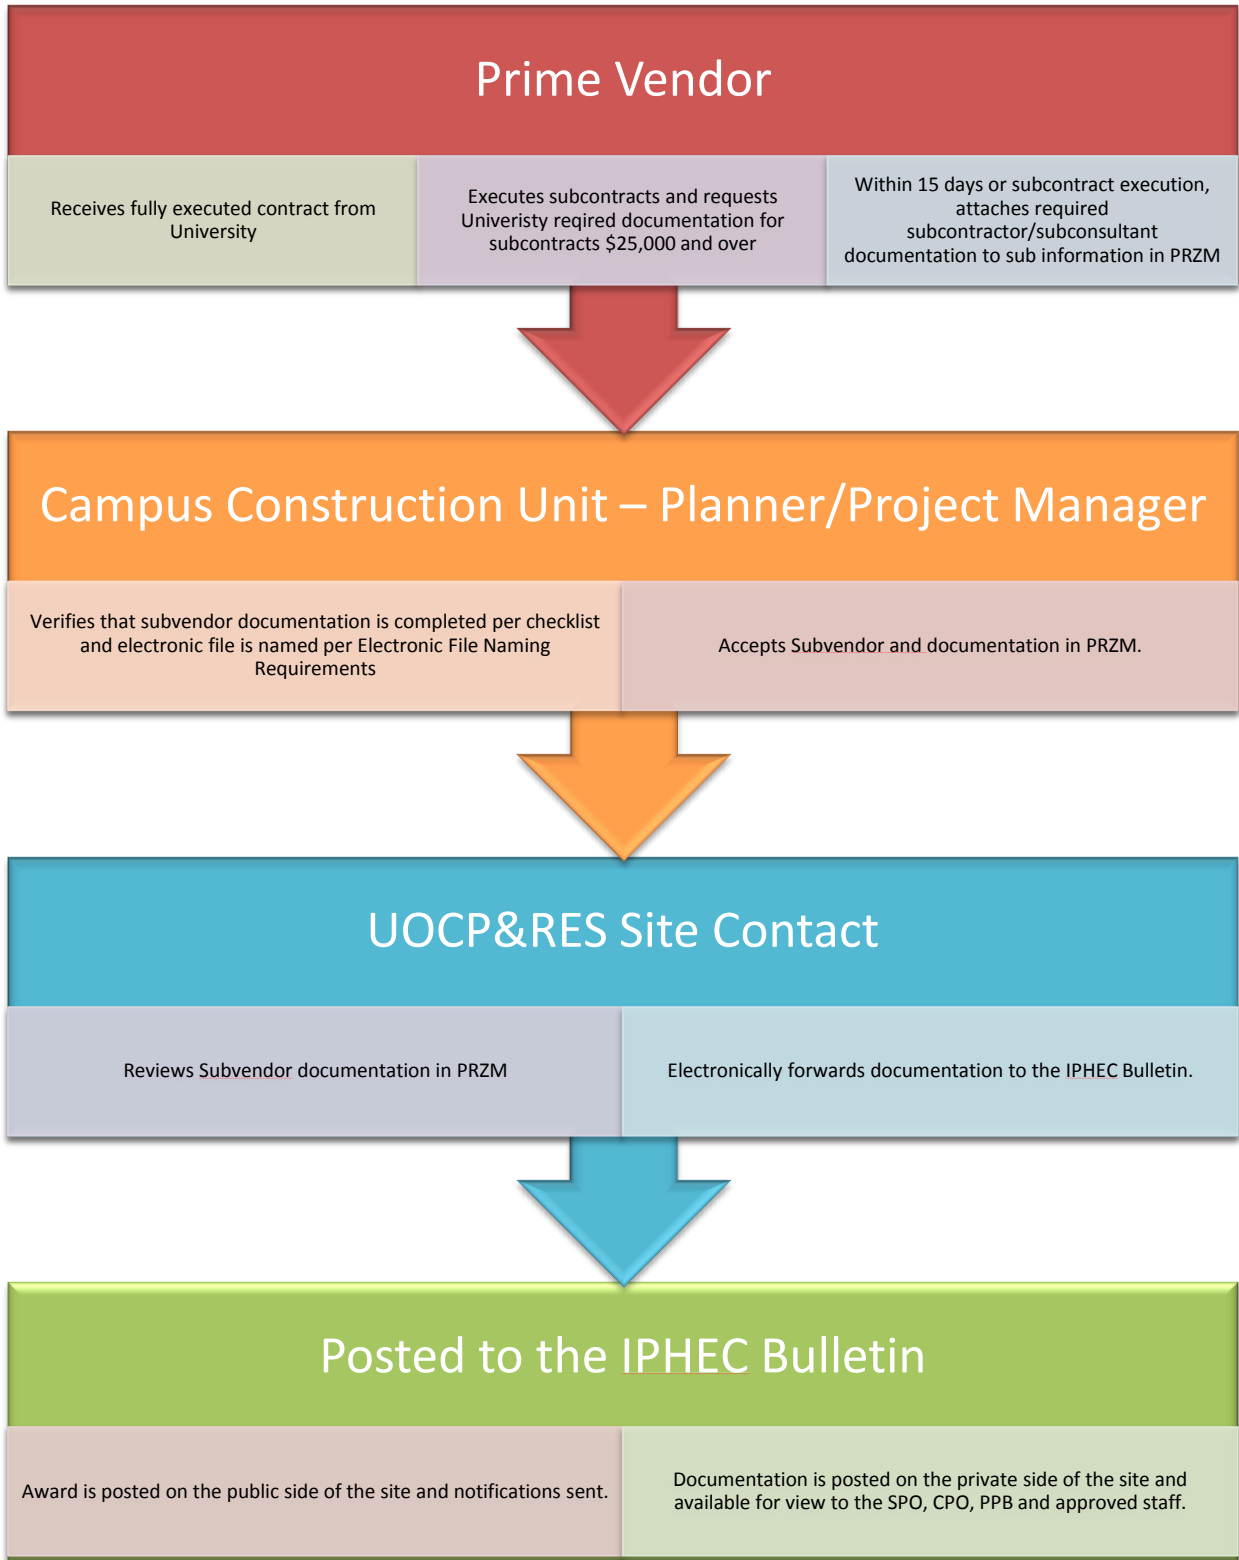 Prime Vendor
Receives fully executed contract from
University
Executes subcontracts and requests
Univeristy reqired documentation for
subcontracts $25,000 and over
Within 15 days or subcontract execution,
attaches required
subcontractor/subconsultant
documentation to sub information in PRZM
Campus Construction Unit – Planner/Project Manager
Verifies that subvendor documentation is completed per checklist
and electronic file is named per Electronic File Naming
Requirements
Accepts Subvendor and documentation in PRZM.
UOCP&RES Site Contact
Reviews Subvendor documentation in PRZM
Electronically forwards documentation to the IPHEC Bulletin.
Posted to the IPHEC Bulletin
Award is posted on the public side of the site and notifications sent.
Documentation is posted on the private side of the site and
available for view to the SPO, CPO, PPB and approved staff.